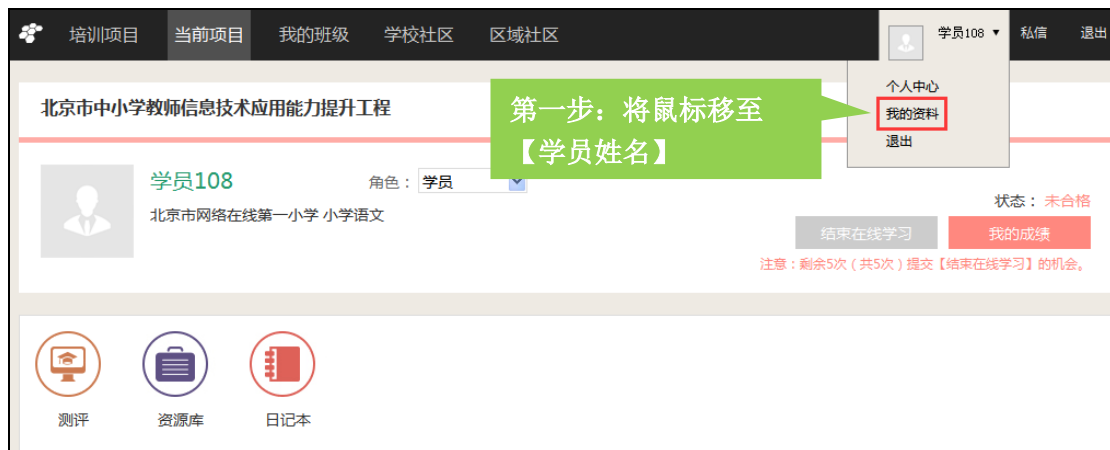 培训项目 当前项目 我的班级 学校社区 区域社区 学员108 ▼ 私信 退出
个人中心
我的资料
退出
北京市中小学教师信息技术应用能力提升工程
第一步：将鼠标移至
【学员姓名】
学员108 角色：学员
北京市网络在线第一小学 小学语文
状态：未合格
结束在线学习 我的成绩
注意：剩余5次（共5次）提交【结束在线学习】的机会。
测评 资源库 日记本